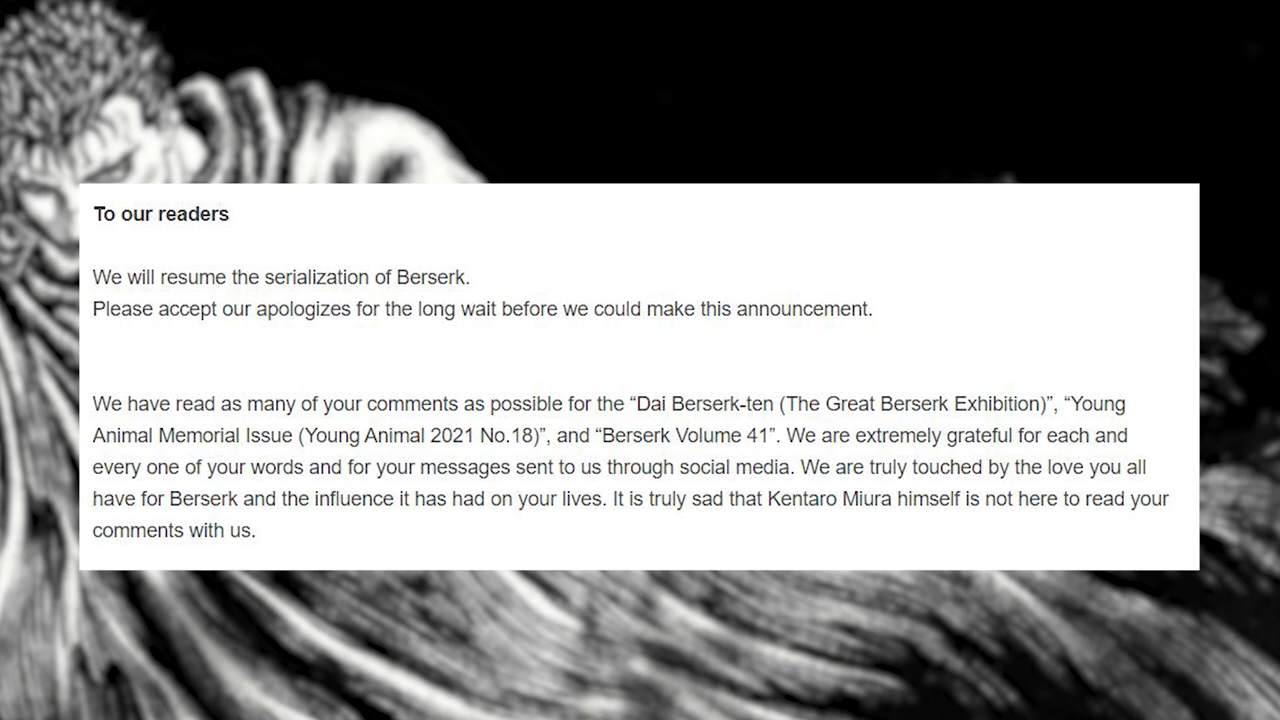 To our readers
We will resume the serialization of Berserk.
Please accept our apologizes for the long wait before we could make this announcement.
We have read as many of your comments as possible for the “Dai Berserk-ten (The Great Berserk Exhibition)”, “Young
Animal Memorial Issue (Young Animal 2021 No.18)”, and “Berserk Volume 41”. We are extremely grateful for each and
every one of your words and for your messages sent to us through social media. We are truly touched by the love you all
have for Berserk and the influence it has had on your lives. It is truly sad that Kentaro Miura himself is not here to read your
comments with us.